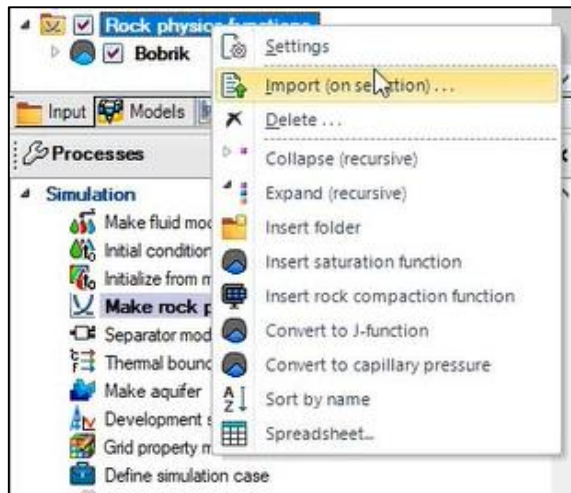 Rock physics functions
Bobrik
Settings
Import (on selection) ...
Delete ...
Collapse (recursive)
Expand (recursive)
Insert folder
Insert saturation function
Insert rock compaction function
Convert to J-function
Convert to capillary pressure
Sort by name
Spreadsheet...
Input Models
Processes
Simulation
Make fluid mod
Initial condition
Initialize from m
Make rock p
Separator mod
Thermal bound
Make aquifer
Development s
Grid property m
Define simulation case